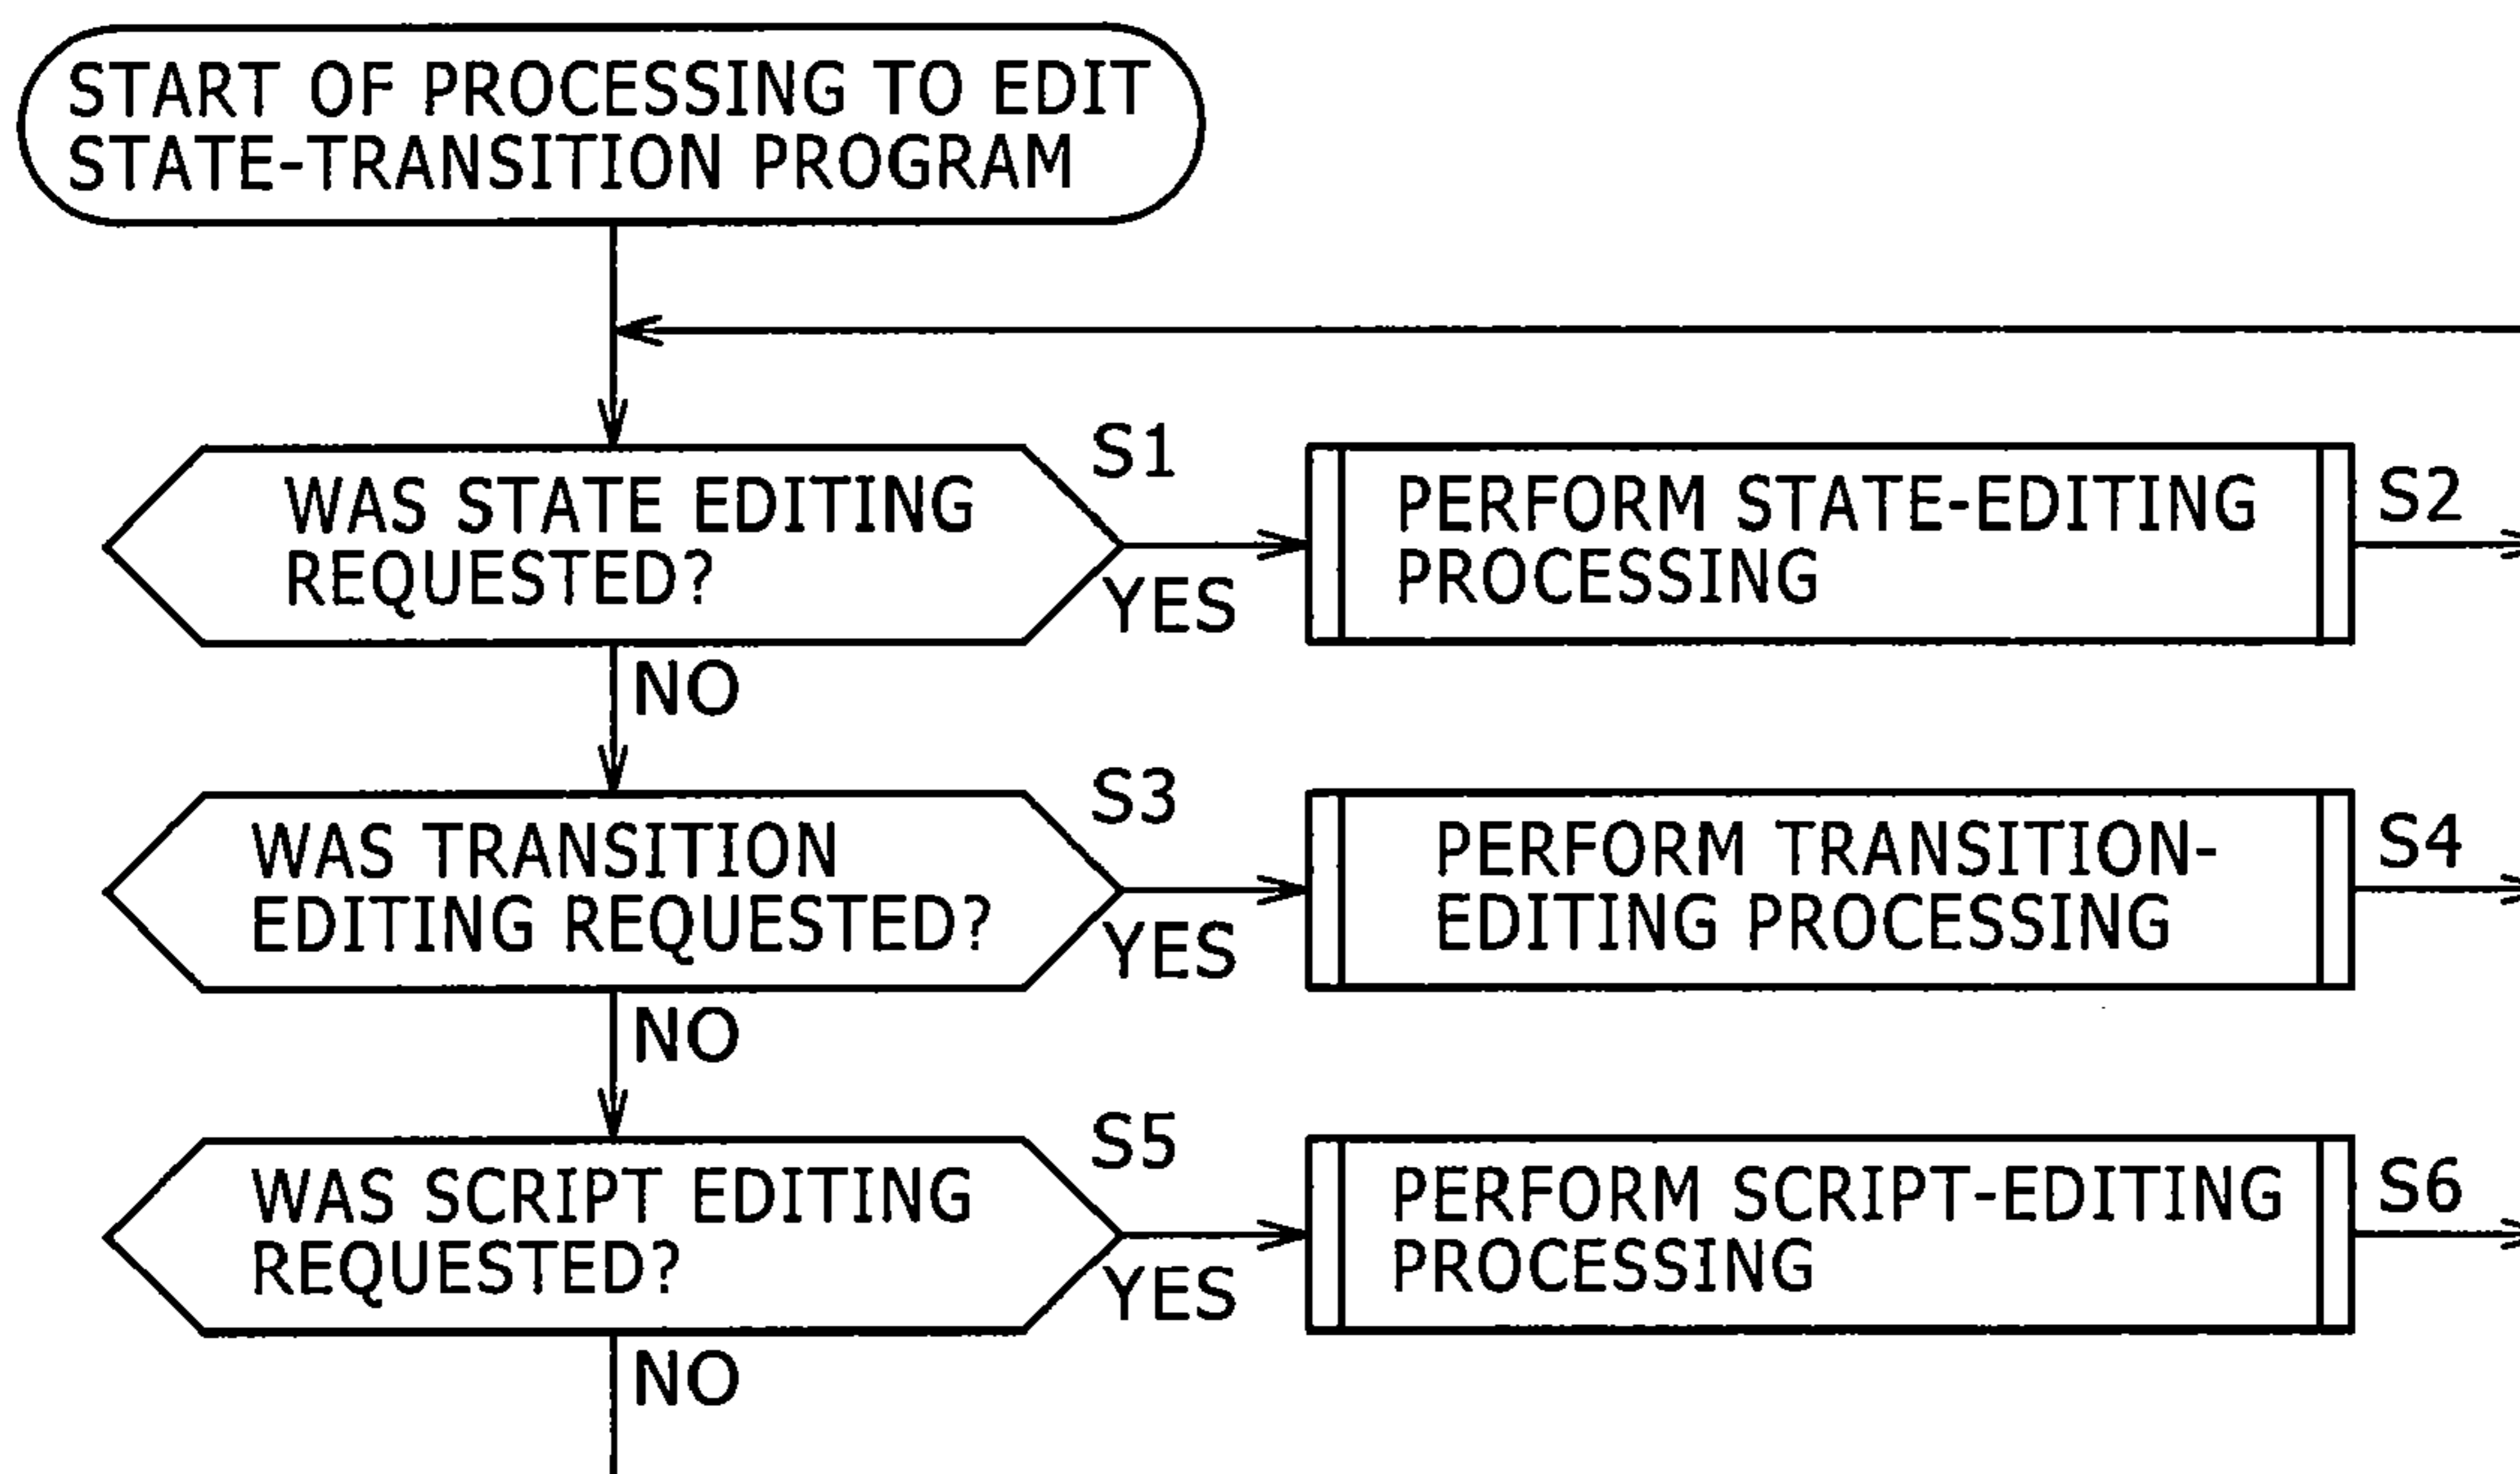 START OF PROCESSING TO EDIT
STATE-TRANSITION PROGRAM
S1
WAS STATE EDITING
REQUESTED?
YES
PERFORM STATE-EDITING
PROCESSING
S2
NO
S3
WAS TRANSITION
EDITING REQUESTED?
YES
PERFORM TRANSITION-
EDITING PROCESSING
S4
NO
S5
WAS SCRIPT EDITING
REQUESTED?
YES
PERFORM SCRIPT-EDITING
PROCESSING
S6
NO